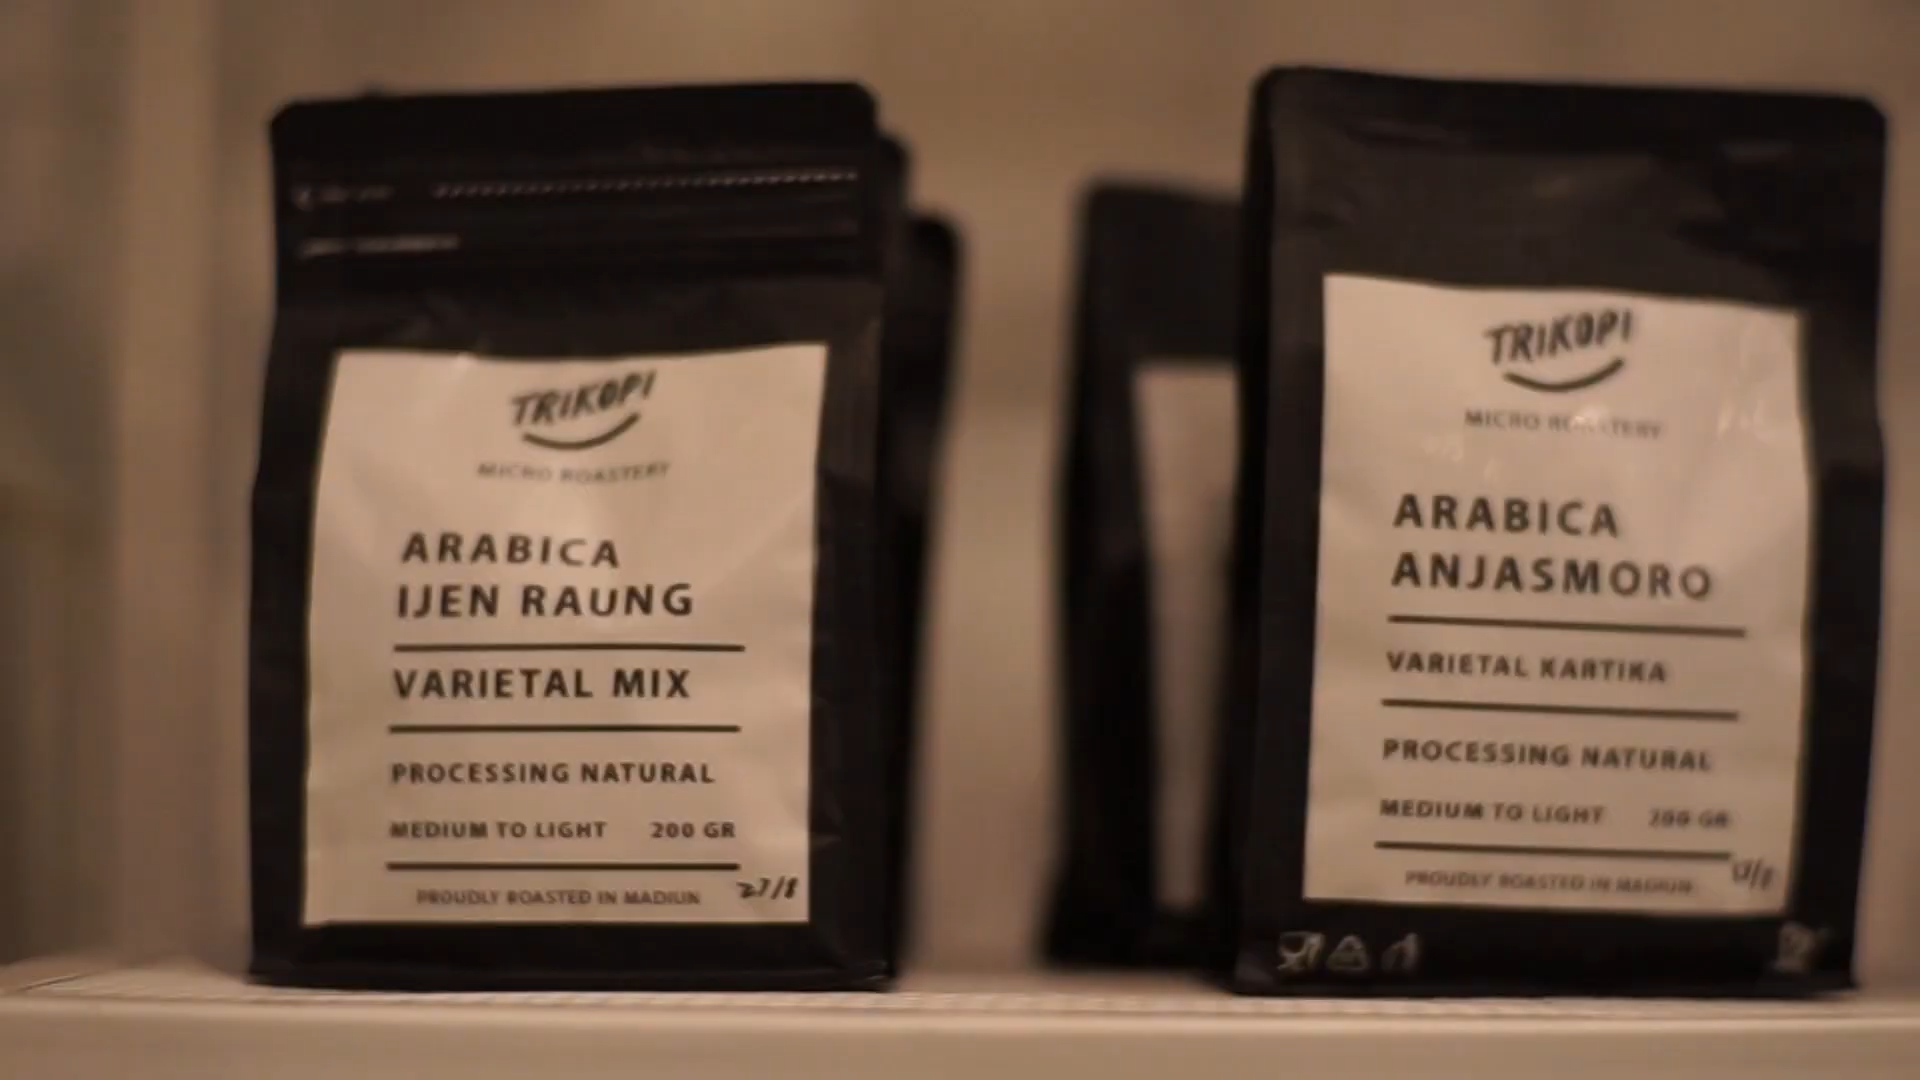 TRIKOPI
MICRO ROASTERY
ARABICA
IJEN RAUNG
VARIETAL MIX
PROCESSING NATURAL
MEDIUM TO LIGHT 200 GR
PROUDLY ROASTED IN MADIUN 27/8
TRIKOPI
MICRO ROASTERY
ARABICA
ANJASMORO
VARIETAL KARTIKA
PROCESSING NATURAL
MEDIUM TO LIGHT 200 GR
PROUDLY ROASTED IN MADIUN